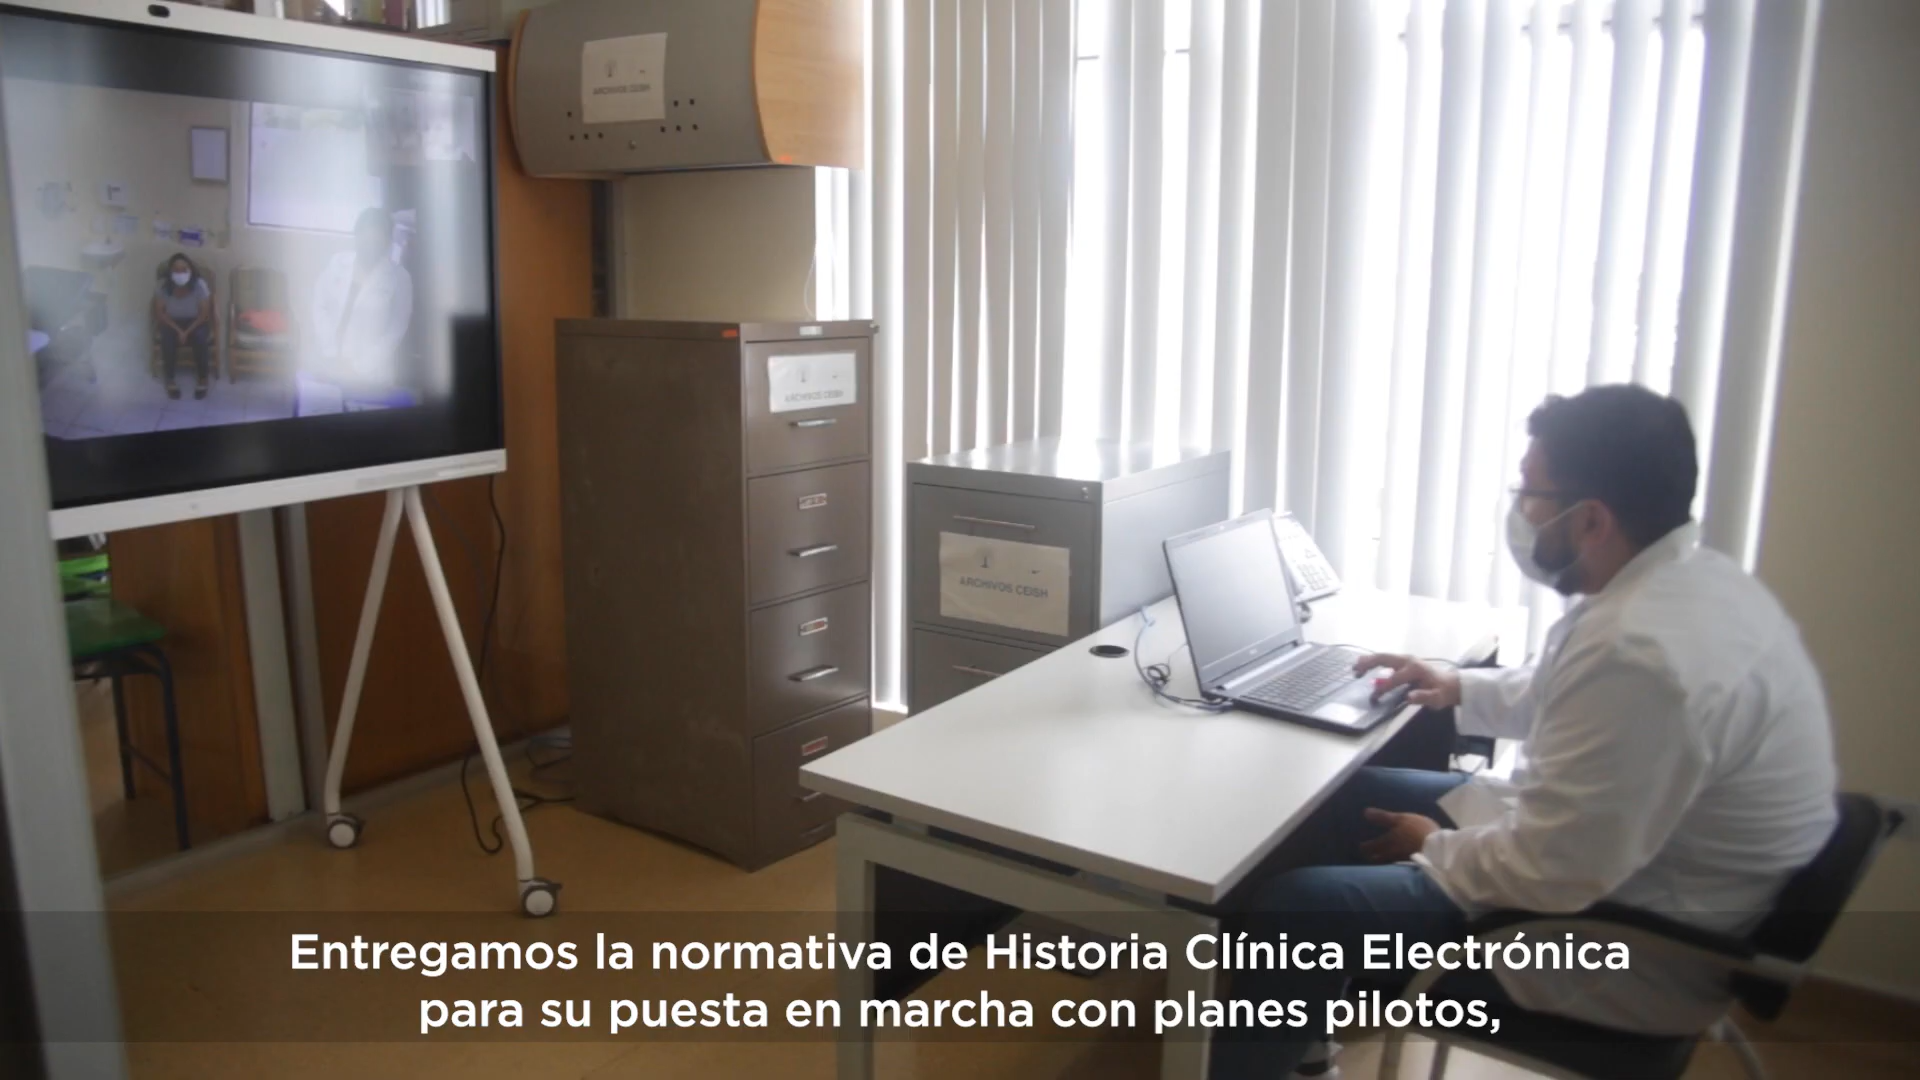 ARCHIVOS CEISH
ARCHIVOS CEISH
ARCHIVOS CEISH
Entregamos la normativa de Historia Clínica Electrónica
para su puesta en marcha con planes pilotos,